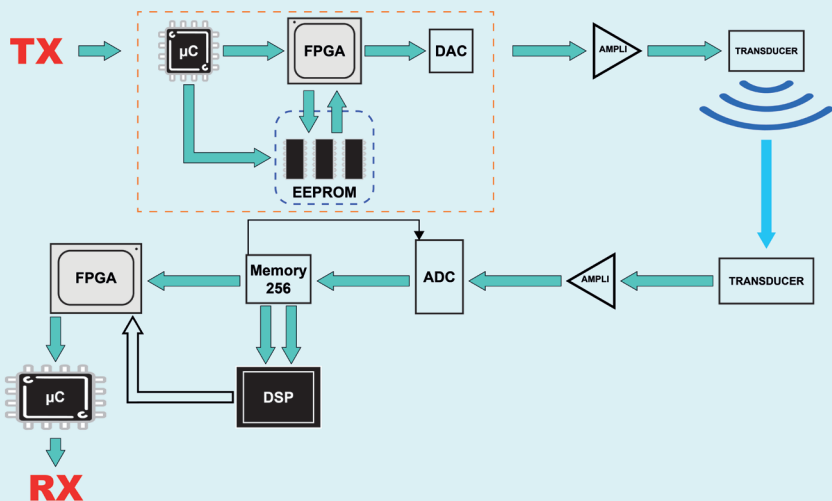 TX
µC
FPGA
DAC
AMPLI
TRANSDUCER
EEPROM
FPGA
Memory
256
ADC
AMPLI
TRANSDUCER
µC
DSP
RX